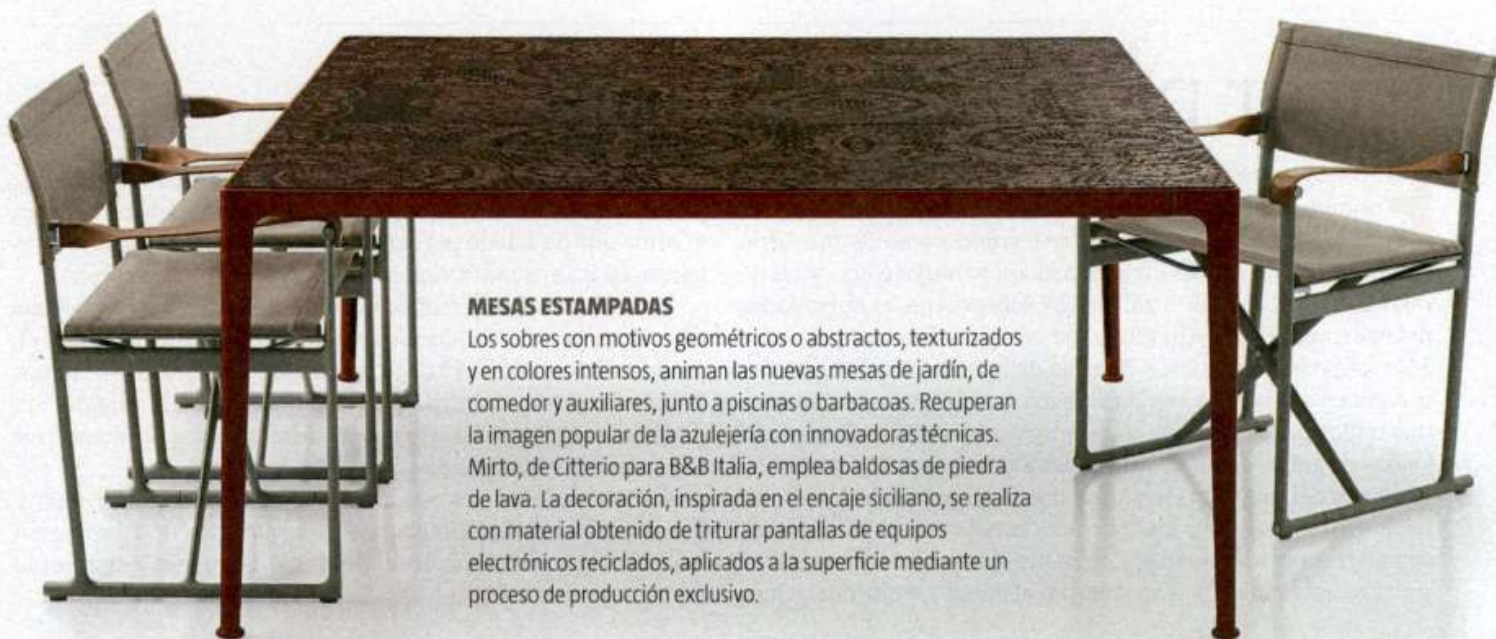 MESAS ESTAMPADAS
Los sobres con motivos geométricos o abstractos, texturizados
y en colores intensos, animan las nuevas mesas de jardín, de
comedor y auxiliares, junto a piscinas o barbacoas. Recuperan
la imagen popular de la azulejería con innovadoras técnicas.
Mirto, de Citterio para B&B Italia, emplea baldosas de piedra
de lava. La decoración, inspirada en el encaje siciliano, se realiza
con material obtenido de triturar pantallas de equipos
electrónicos reciclados, aplicados a la superficie mediante un
proceso de producción exclusivo.